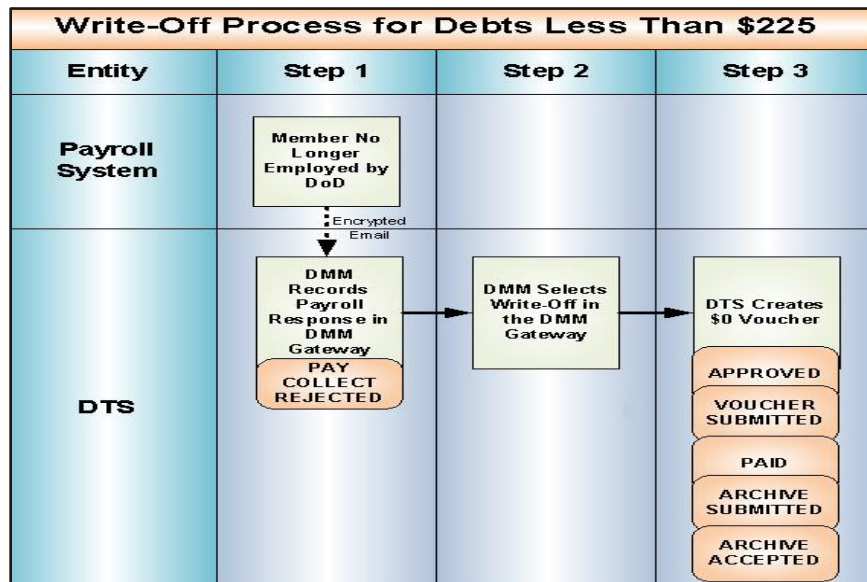 Write-Off Process for Debts Less Than $225
Entity
Step 1
Step 2
Step 3
Payroll
System
Member No
Longer
Employed by
DoD
Encrypted
Email
DTS
DMM
Records
Payroll
Response in
DMM
Gateway
PAY
COLLECT
REJECTED
DMM Selects
Write-Off in
the DMM
Gateway
DTS Creates
$0 Voucher
APPROVED
VOUCHER
SUBMITTED
PAID
ARCHIVE
SUBMITTED
ARCHIVE
ACCEPTED